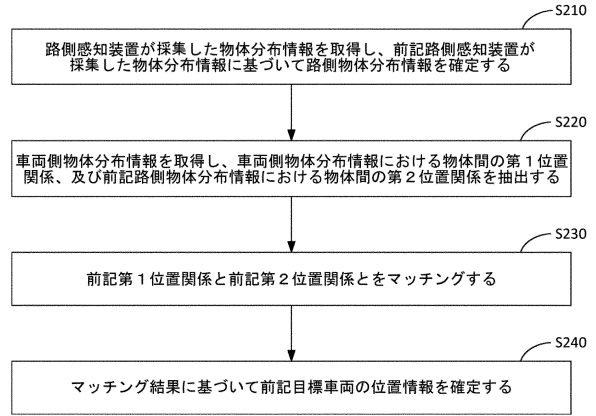 S210
路側感知装置が採集した物体分布情報を取得し、前記路側感知装置が
採集した物体分布情報に基づいて路側物体分布情報を確定する
S220
車両側物体分布情報を取得し、車両側物体分布情報における物体間の第1位置
関係、及び前記路側物体分布情報における物体間の第2位置関係を抽出する
S230
前記第1位置関係と前記第2位置関係とをマッチングする
S240
マッチング結果に基づいて前記目標車両の位置情報を確定する